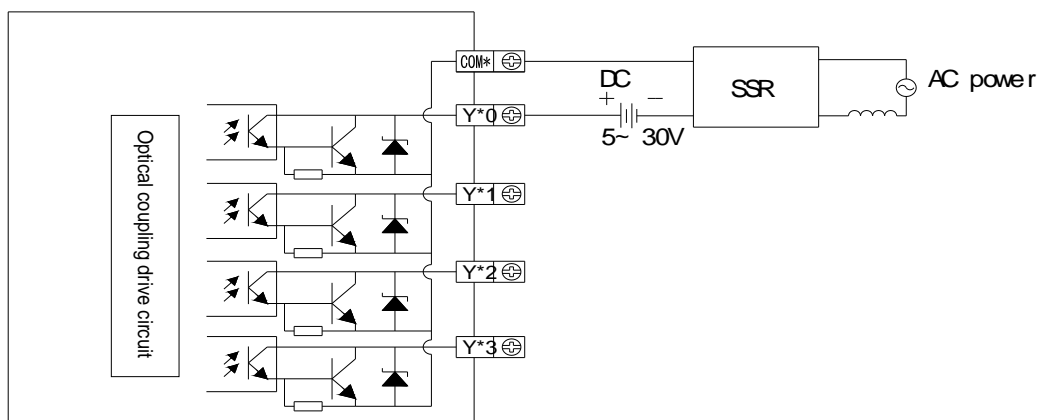 COM*
DC
+ −
5~ 30V
SSR
AC power
Y*0
Y*1
Y*2
Y*3
Optical coupling drive circuit